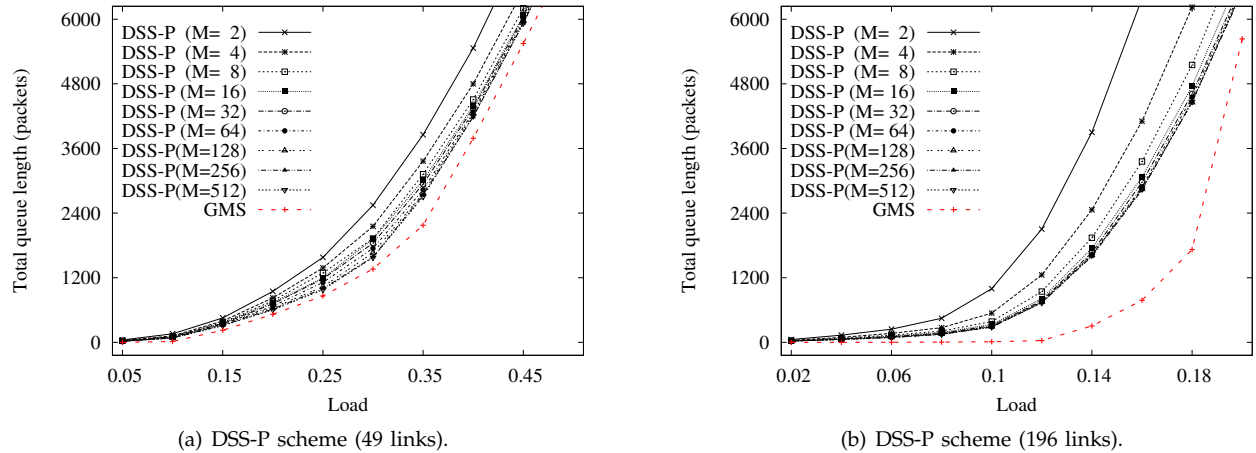 6000
4800
3600
2400
1200
0
Total queue length (packets)
DSS-P (M= 2)
DSS-P (M= 4)
DSS-P (M= 8)
DSS-P (M= 16)
DSS-P (M= 32)
DSS-P (M= 64)
DSS-P(M=128)
DSS-P(M=256)
DSS-P(M=512)
GMS
0.05 0.15 0.25 0.35 0.45
Load
(a) DSS-P scheme (49 links).
6000
4800
3600
2400
1200
0
Total queue length (packets)
DSS-P (M= 2)
DSS-P (M= 4)
DSS-P (M= 8)
DSS-P (M= 16)
DSS-P (M= 32)
DSS-P (M= 64)
DSS-P(M=128)
DSS-P(M=256)
DSS-P(M=512)
GMS
50
0.02 0.06 0.1 0.14 0.18
Load
(b) DSS-P scheme (196 links).